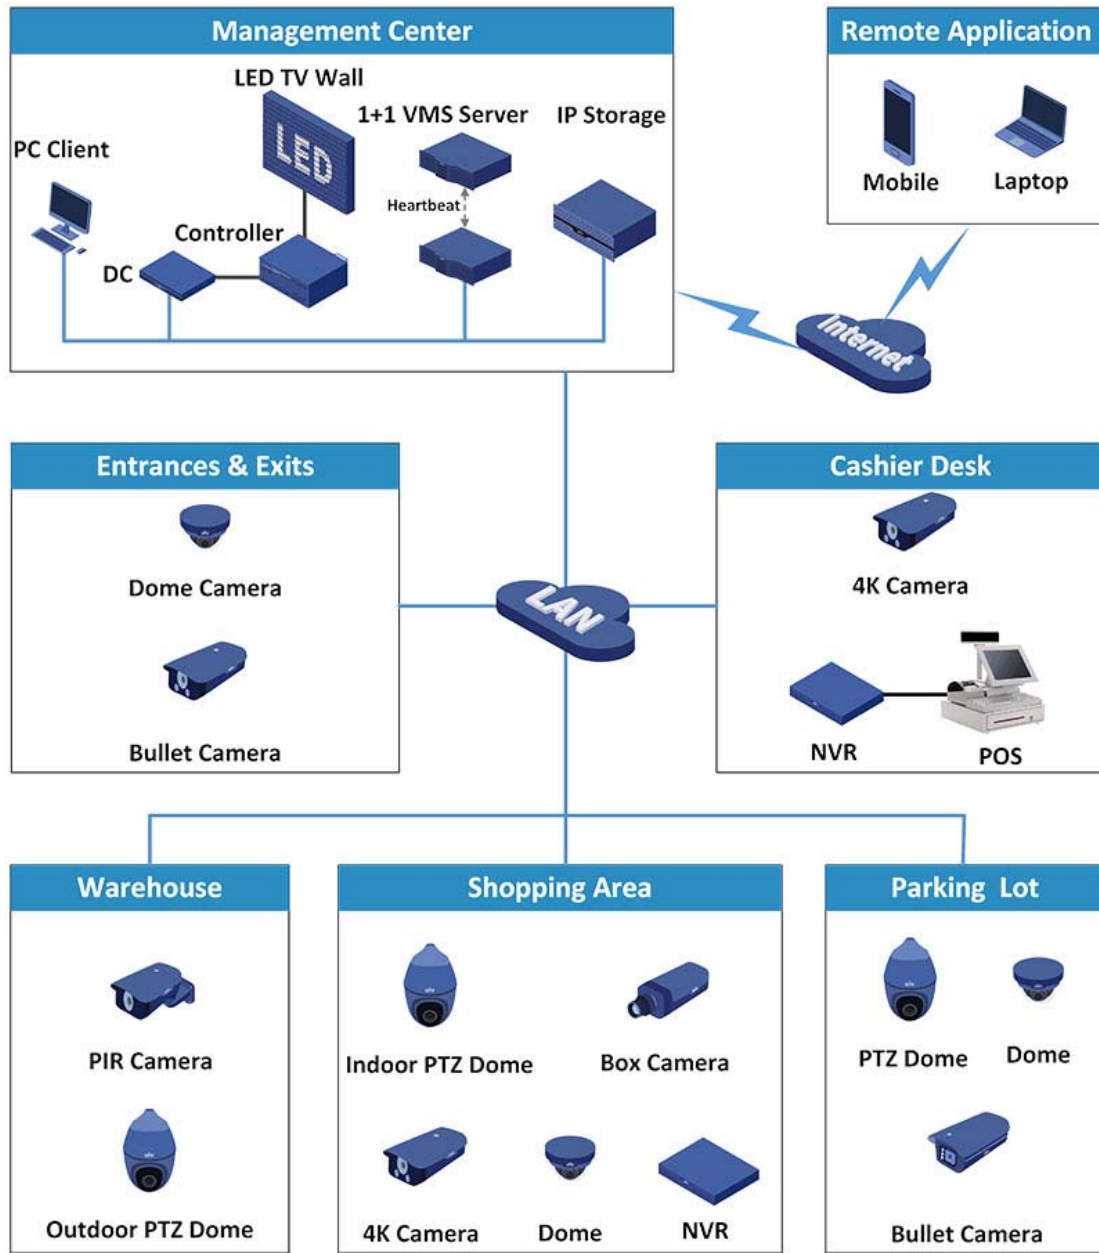 Management Center
Remote Application
LED TV Wall
1+1 VMS Server
IP Storage
PC Client
LED
Heartbeat
Controller
DC
Mobile
Laptop
Internet
Entrances & Exits
Cashier Desk
Dome Camera
4K Camera
LAN
Bullet Camera
NVR
POS
Warehouse
Shopping Area
Parking Lot
PIR Camera
Indoor PTZ Dome
Box Camera
PTZ Dome
Dome
Outdoor PTZ Dome
4K Camera
Dome
NVR
Bullet Camera